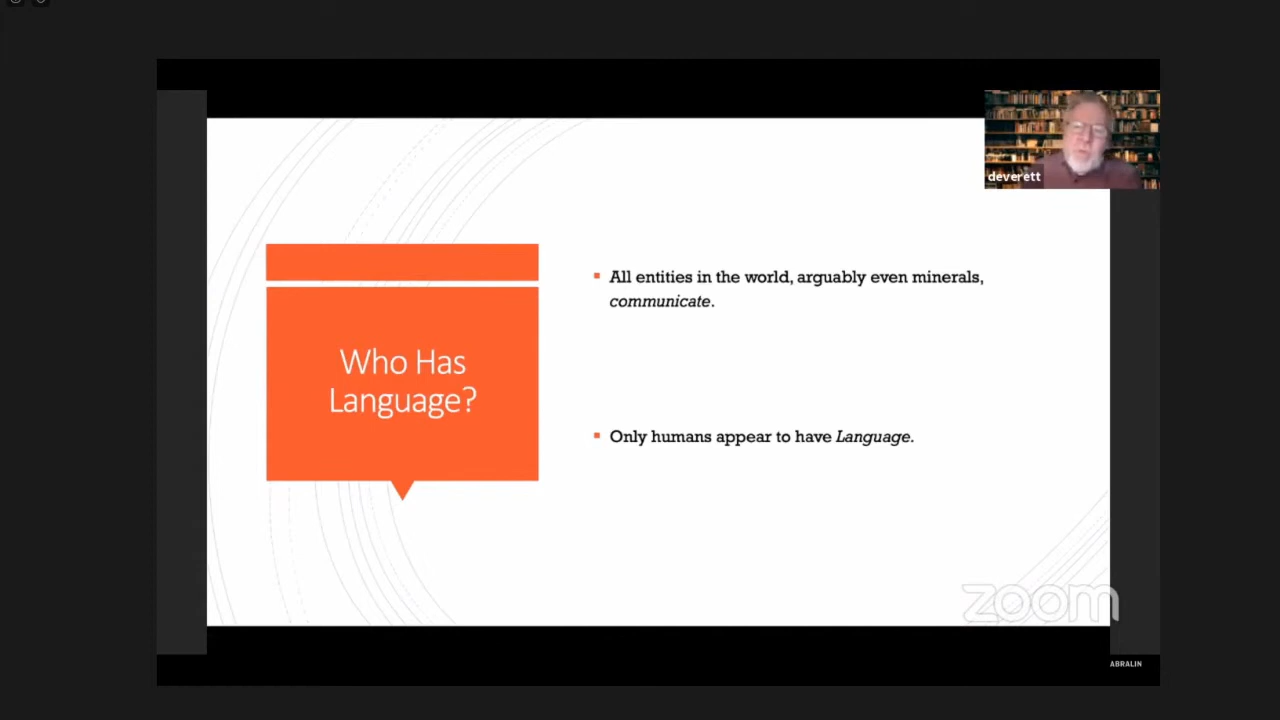 deverett
Who Has
Language?
All entities in the world, arguably even minerals,
communicate.
Only humans appear to have Language.
zoom
ABRALIN